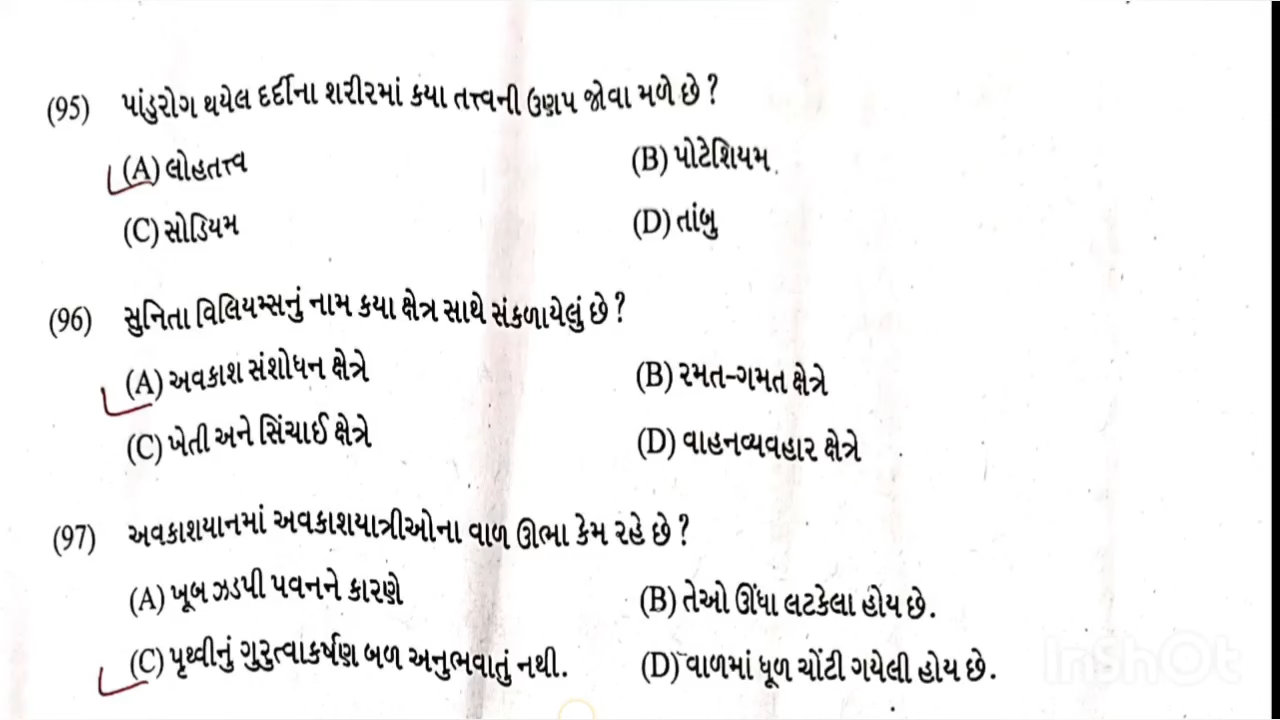 (95) પાંડુરોગ થયેલ દર્દીના શરીરમાં કયા તત્ત્વની ઉણપ જોવા મળે છે ?
(A) લોહતત્ત્વ (B) પોટેશિયમ
(C) સોડિયમ (D) તાંબુ
(96) સુનિતા વિલિયમ્સનું નામ કયા ક્ષેત્ર સાથે સંકળાયેલું છે ?
(A) અવકાશ સંશોધન ક્ષેત્રે (B) રમત-ગમત ક્ષેત્રે
(C) ખેતી અને સિંચાઈ ક્ષેત્રે (D) વાહનવ્યવહાર ક્ષેત્રે
(97) અવકાશયાનમાં અવકાશયાત્રીઓના વાળ ઊભા કેમ રહે છે ?
(A) ખૂબ ઝડપી પવનને કારણે (B) તેઓ ઊંધા લટકેલા હોય છે.
(C) પૃથ્વીનું ગુરુત્વાકર્ષણ બળ અનુભવાતું નથી. (D) વાળમાં ધૂળ ચોંટી ગયેલી હોય છે.
InShOt